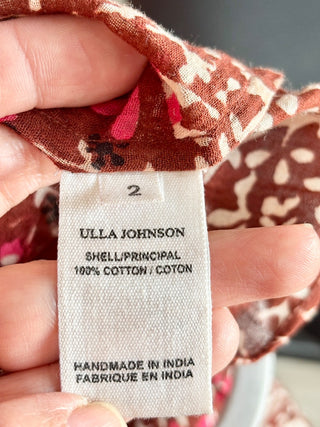 2
ULLA JOHNSON
SHELL/PRINCIPAL
100% COTTON / COTON
HANDMADE IN INDIA
FABRIQUE EN INDIA